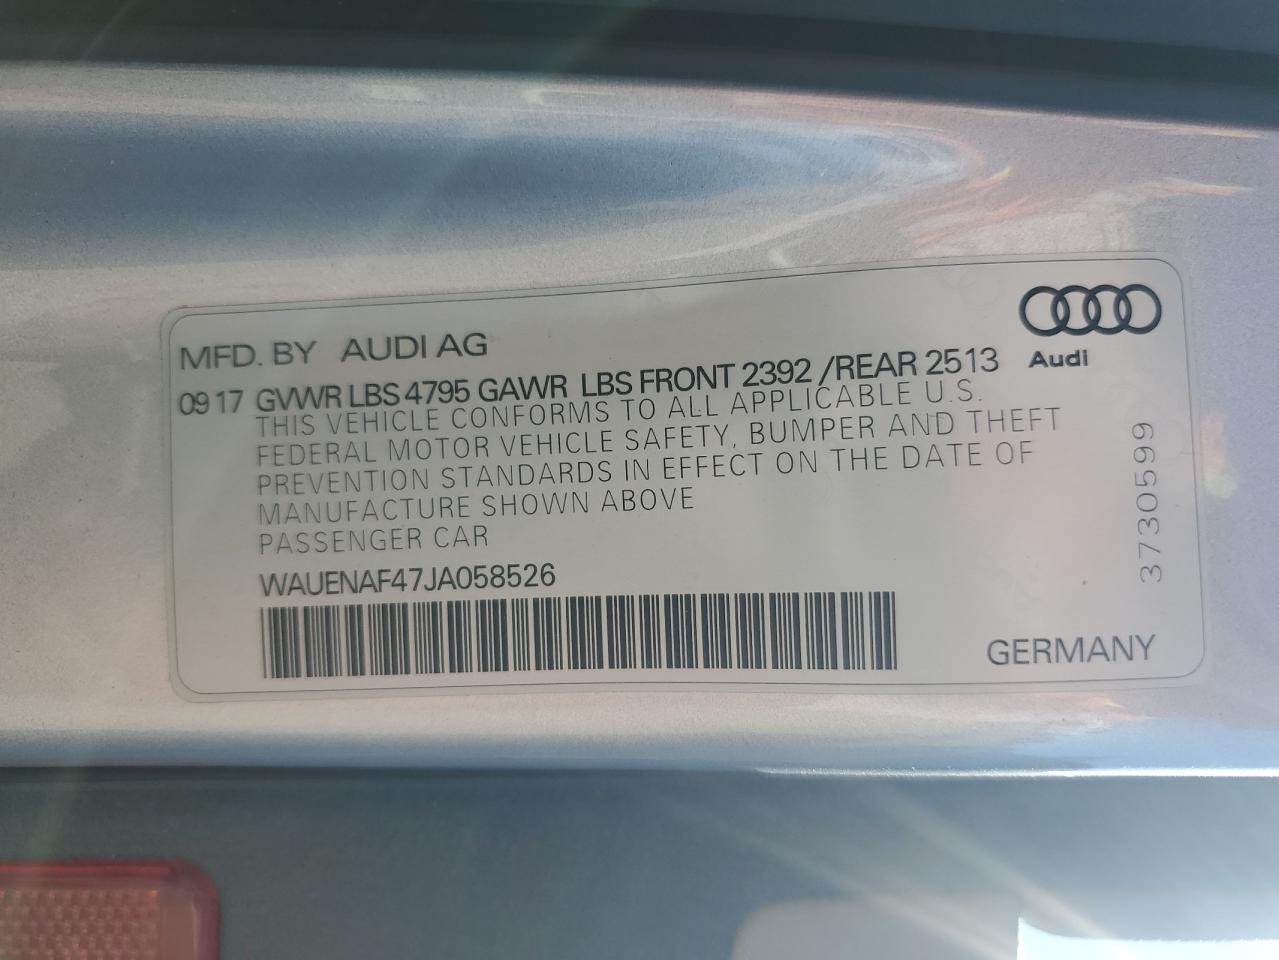 MFD. BY AUDI AG
Audi
09 17 GVWR LBS 4795 GAWR LBS FRONT 2392 /REAR 2513
THIS VEHICLE CONFORMS TO ALL APPLICABLE U.S.
FEDERAL MOTOR VEHICLE SAFETY, BUMPER AND THEFT
PREVENTION STANDARDS IN EFFECT ON THE DATE OF
MANUFACTURE SHOWN ABOVE
PASSENGER CAR
WAUENAF47JA058526
3730599
GERMANY